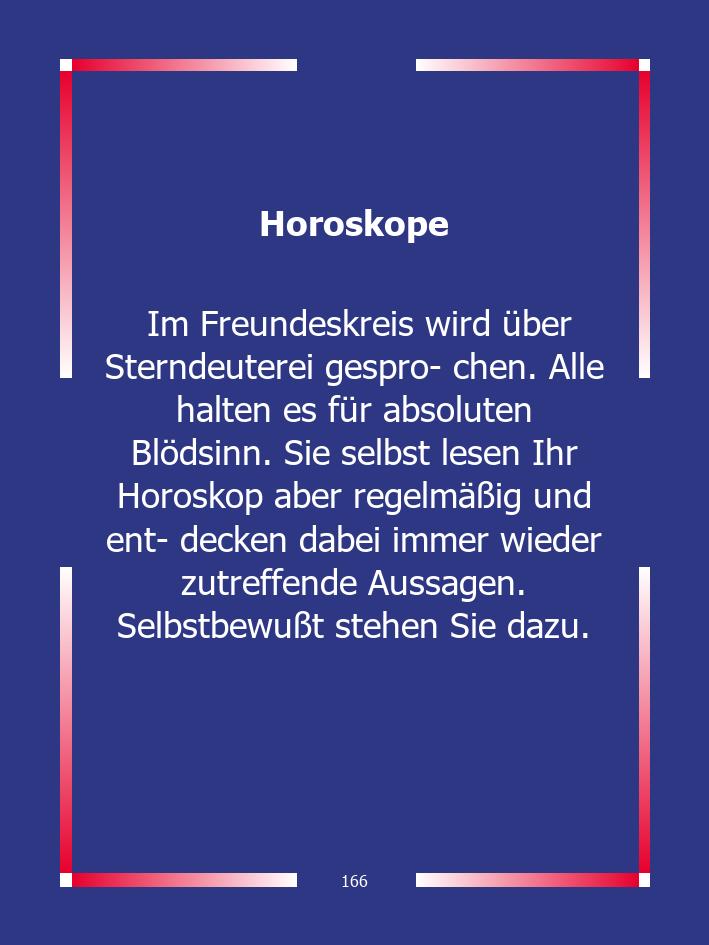 Horoskope
Im Freundeskreis wird über
Sterndeuterei gespro- chen. Alle
halten es für absoluten
Blödsinn. Sie selbst lesen Ihr
Horoskop aber regelmäßig und
ent- decken dabei immer wieder
zutreffende Aussagen.
Selbstbewußt stehen Sie dazu.
166